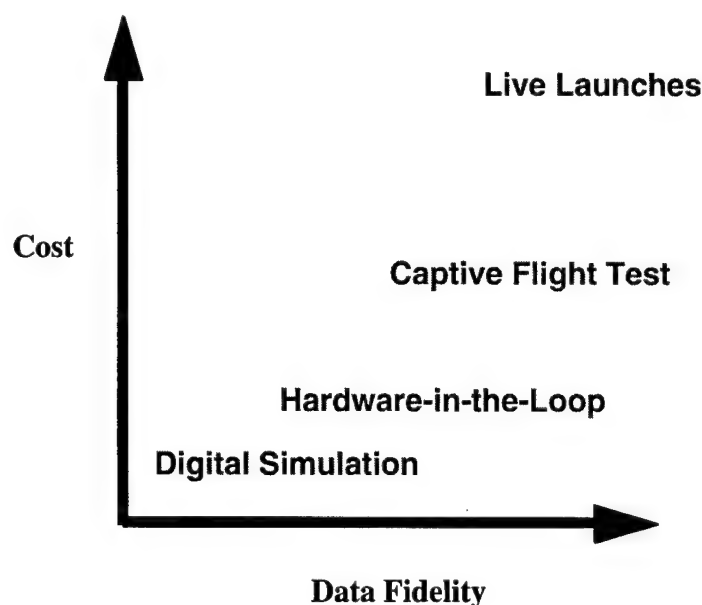 Live Launches
Cost
Captive Flight Test
Hardware-in-the-Loop
Digital Simulation
Data Fidelity